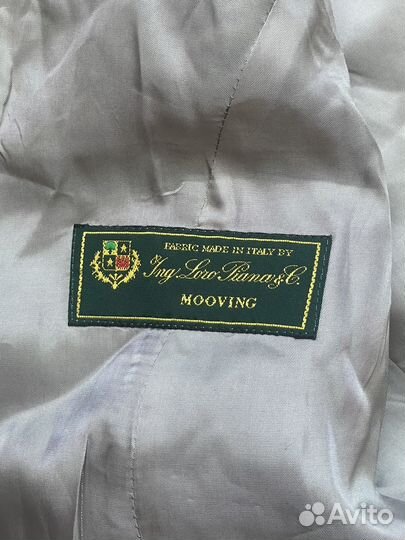 FABRIC MADE IN ITALY BY
Ing. Loro Piana & C.
MOOVING
Avito